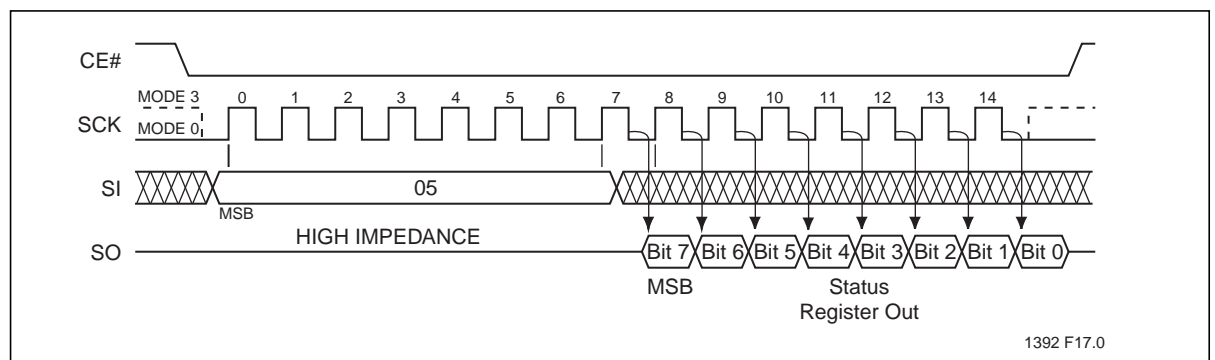 CE#
MODE 3 0 1 2 3 4 5 6 7 8 9 10 11 12 13 14
SCK
MODE 0
SI 05
MSB
HIGH IMPEDANCE
SO Bit 7 Bit 6 Bit 5 Bit 4 Bit 3 Bit 2 Bit 1 Bit 0
MSB Status
Register Out
1392 F17.0